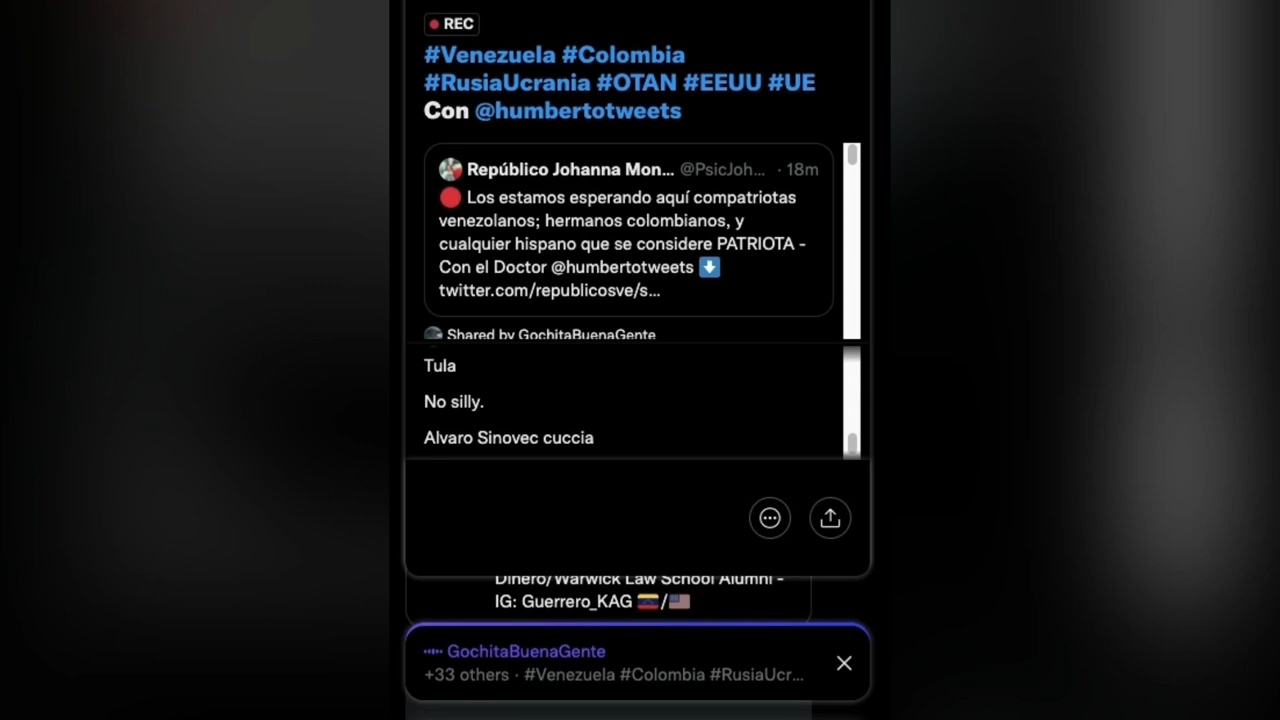 REC
#Venezuela #Colombia
#RusiaUcrania #OTAN #EEUU #UE
Con @humbertotweets
Repúblico Johanna Mon... @PsicJoh... · 18m
🔴 Los estamos esperando aquí compatriotas
venezolanos; hermanos colombianos, y
cualquier hispano que se considere PATRIOTA -
Con el Doctor @humbertotweets ⬇️
twitter.com/republicosve/s...
Shared by GochitaBuenaGente
Tula
No silly.
Alvaro Sinovec cuccia
Dinero/Warwick Law School Alumni -
IG: Guerrero_KAG 🇻🇪/🇺🇸
GochitaBuenaGente
+33 others · #Venezuela #Colombia #RusiaUcr...